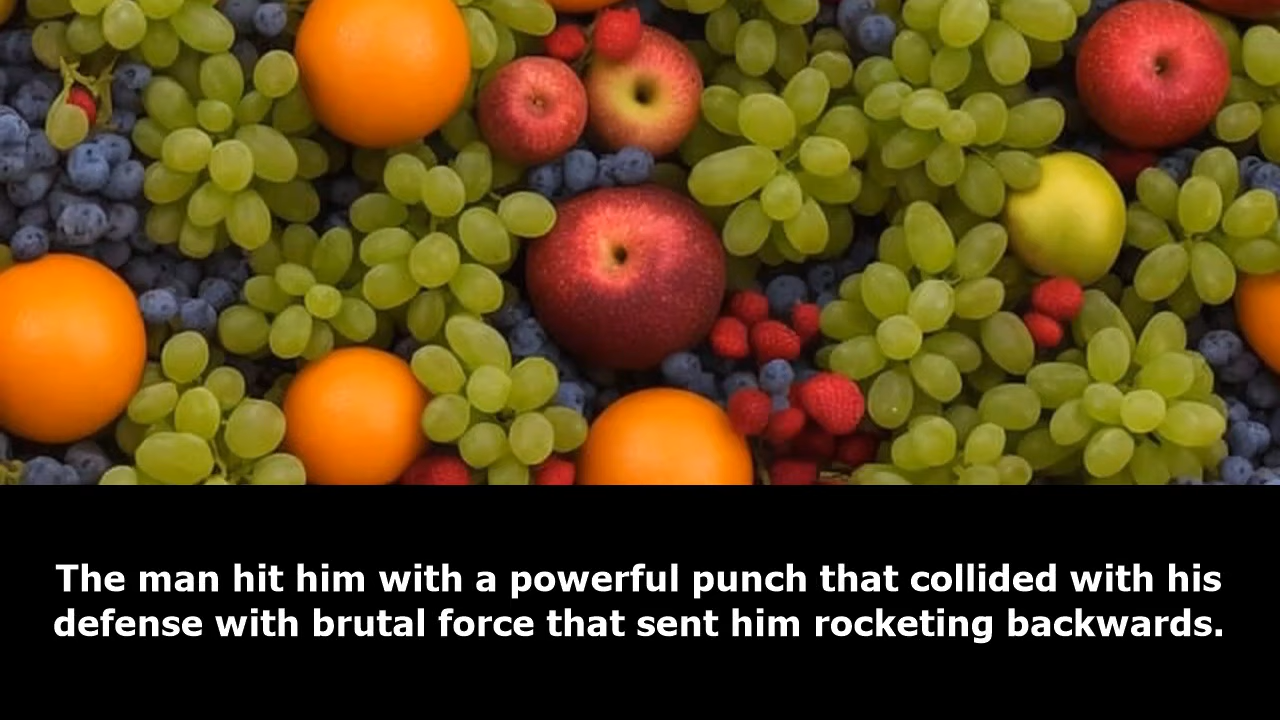 The man hit him with a powerful punch that collided with his
defense with brutal force that sent him rocketing backwards.